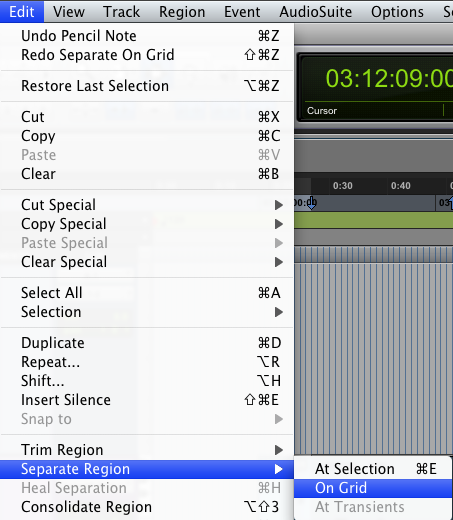 Edit View Track Region Event AudioSuite Options
Undo Pencil Note ⌘Z
Redo Separate On Grid ⇧⌘Z
Restore Last Selection ⌥⌘Z
Cut ⌘X
Copy ⌘C
Paste ⌘V
Clear ⌘B
Cut Special
Copy Special
Paste Special
Clear Special
Select All ⌘A
Selection
Duplicate ⌘D
Repeat... ⌥R
Shift... ⌥H
Insert Silence ⇧⌘E
Snap to
Trim Region
Separate Region
Heal Separation ⌘H
Consolidate Region ⌥⇧3
At Selection ⌘E
On Grid
At Transients
03:12:09:00
Cursor
0:30 0:40